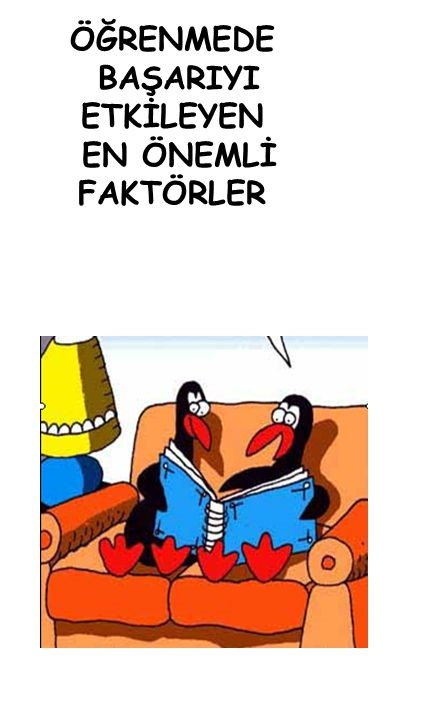 ÖĞRENMEDE
BAŞARIYI
ETKİLEYEN
EN ÖNEMLİ
FAKTÖRLER